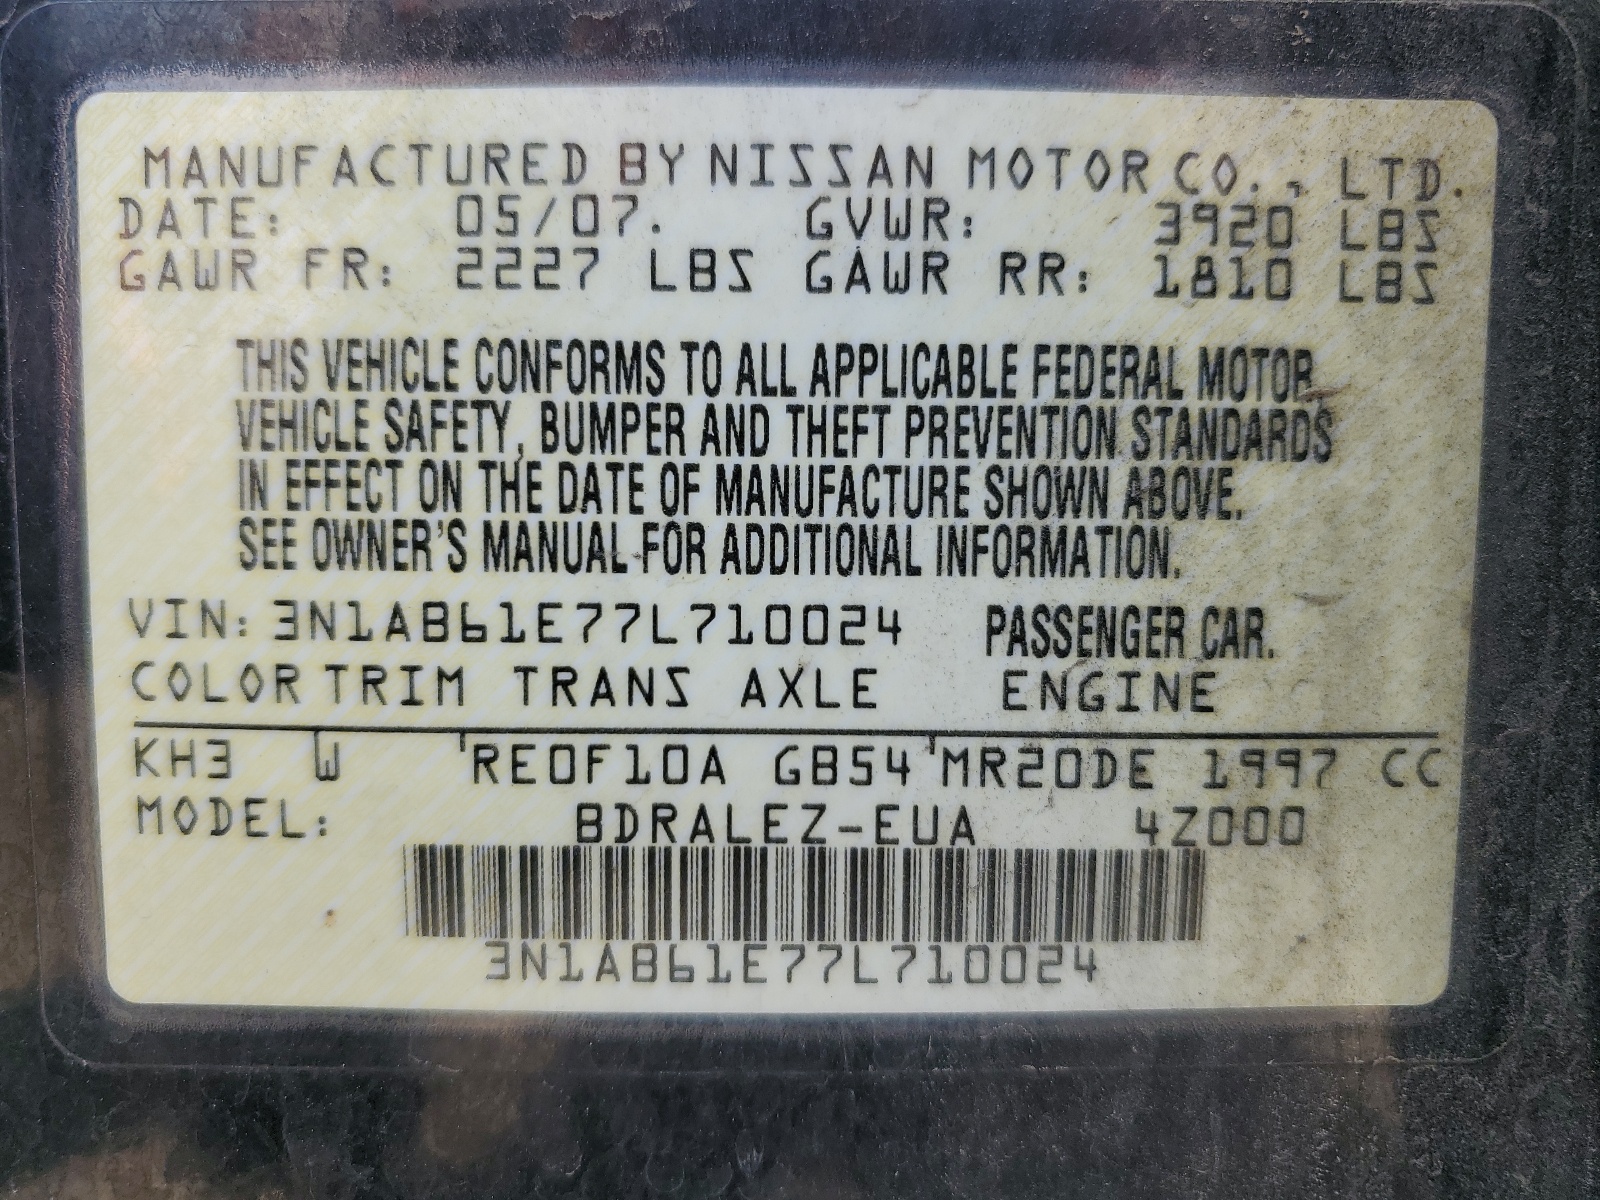 MANUFACTURED BY NISSAN MOTOR CO., LTD.
DATE: 05/07. GVWR: 3920 LBS
GAWR FR: 2227 LBS GAWR RR: 1810 LBS
THIS VEHICLE CONFORMS TO ALL APPLICABLE FEDERAL MOTOR
VEHICLE SAFETY, BUMPER AND THEFT PREVENTION STANDARDS
IN EFFECT ON THE DATE OF MANUFACTURE SHOWN ABOVE.
SEE OWNER'S MANUAL FOR ADDITIONAL INFORMATION.
VIN: 3N1AB61E77L710024 PASSENGER CAR.
COLOR TRIM TRANS AXLE ENGINE
KH3 W RE0F10A GB54 MR20DE 1997 CC
MODEL: BDRALEZ-EUA 4Z000
3N1AB61E77L710024